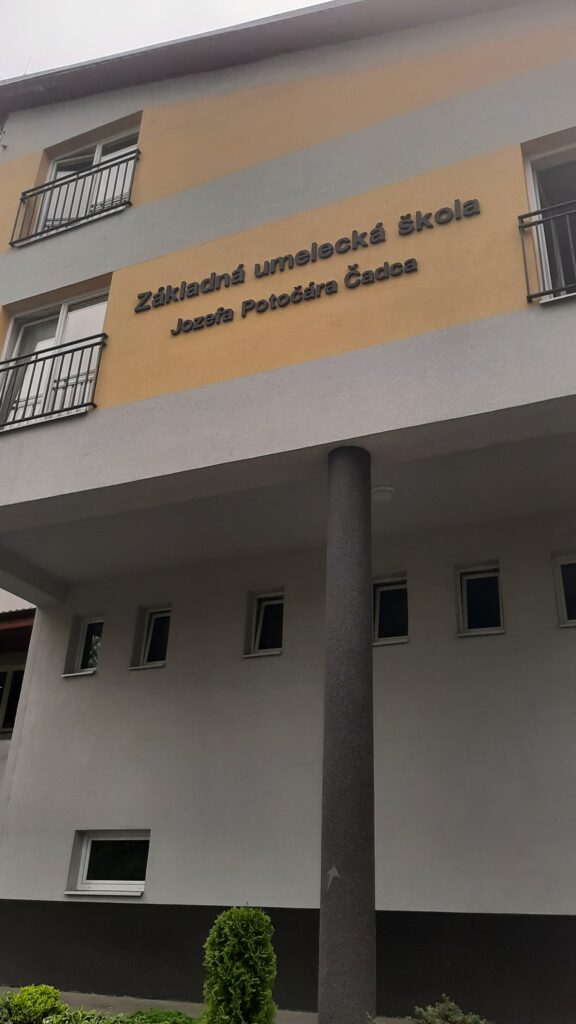 Základná umelecká škola
Jozefa Potočára Čadca